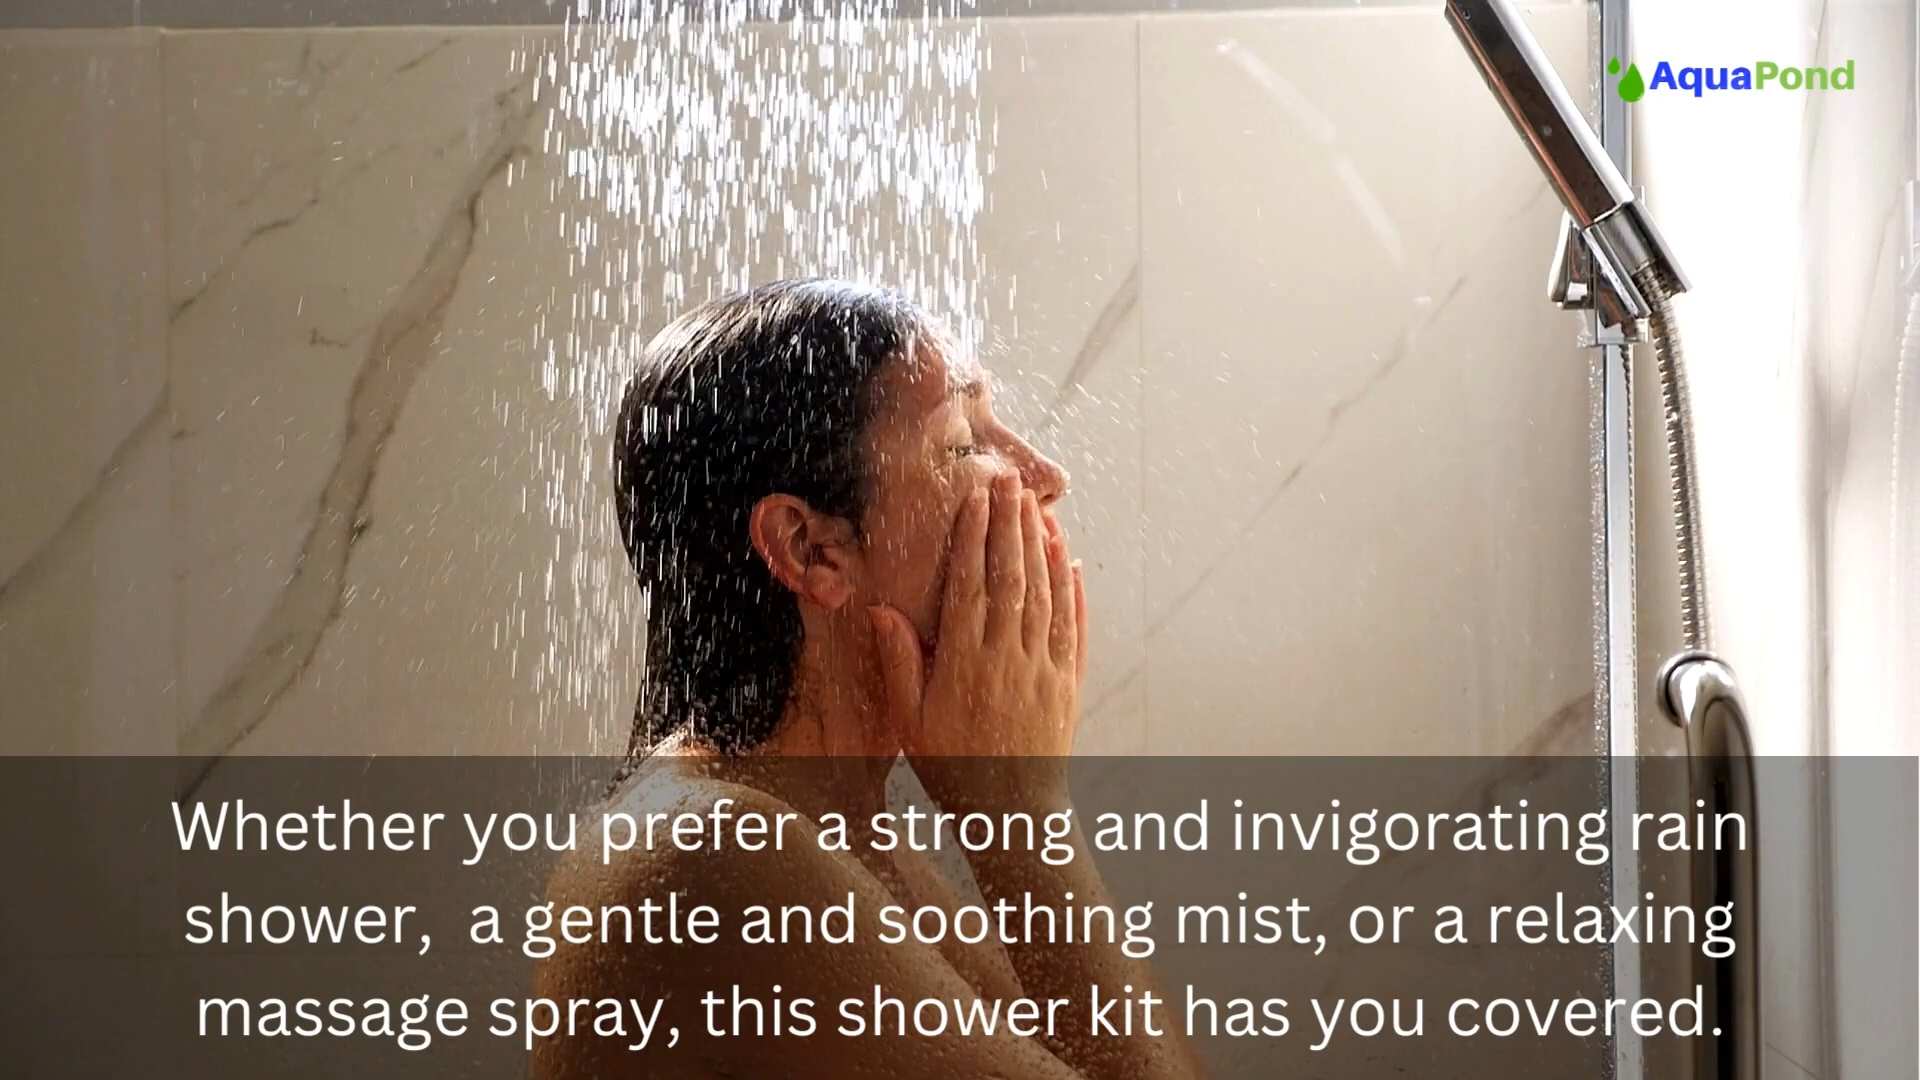 AquaPond
Whether you prefer a strong and invigorating rain
shower,  a gentle and soothing mist, or a relaxing
massage spray, this shower kit has you covered.